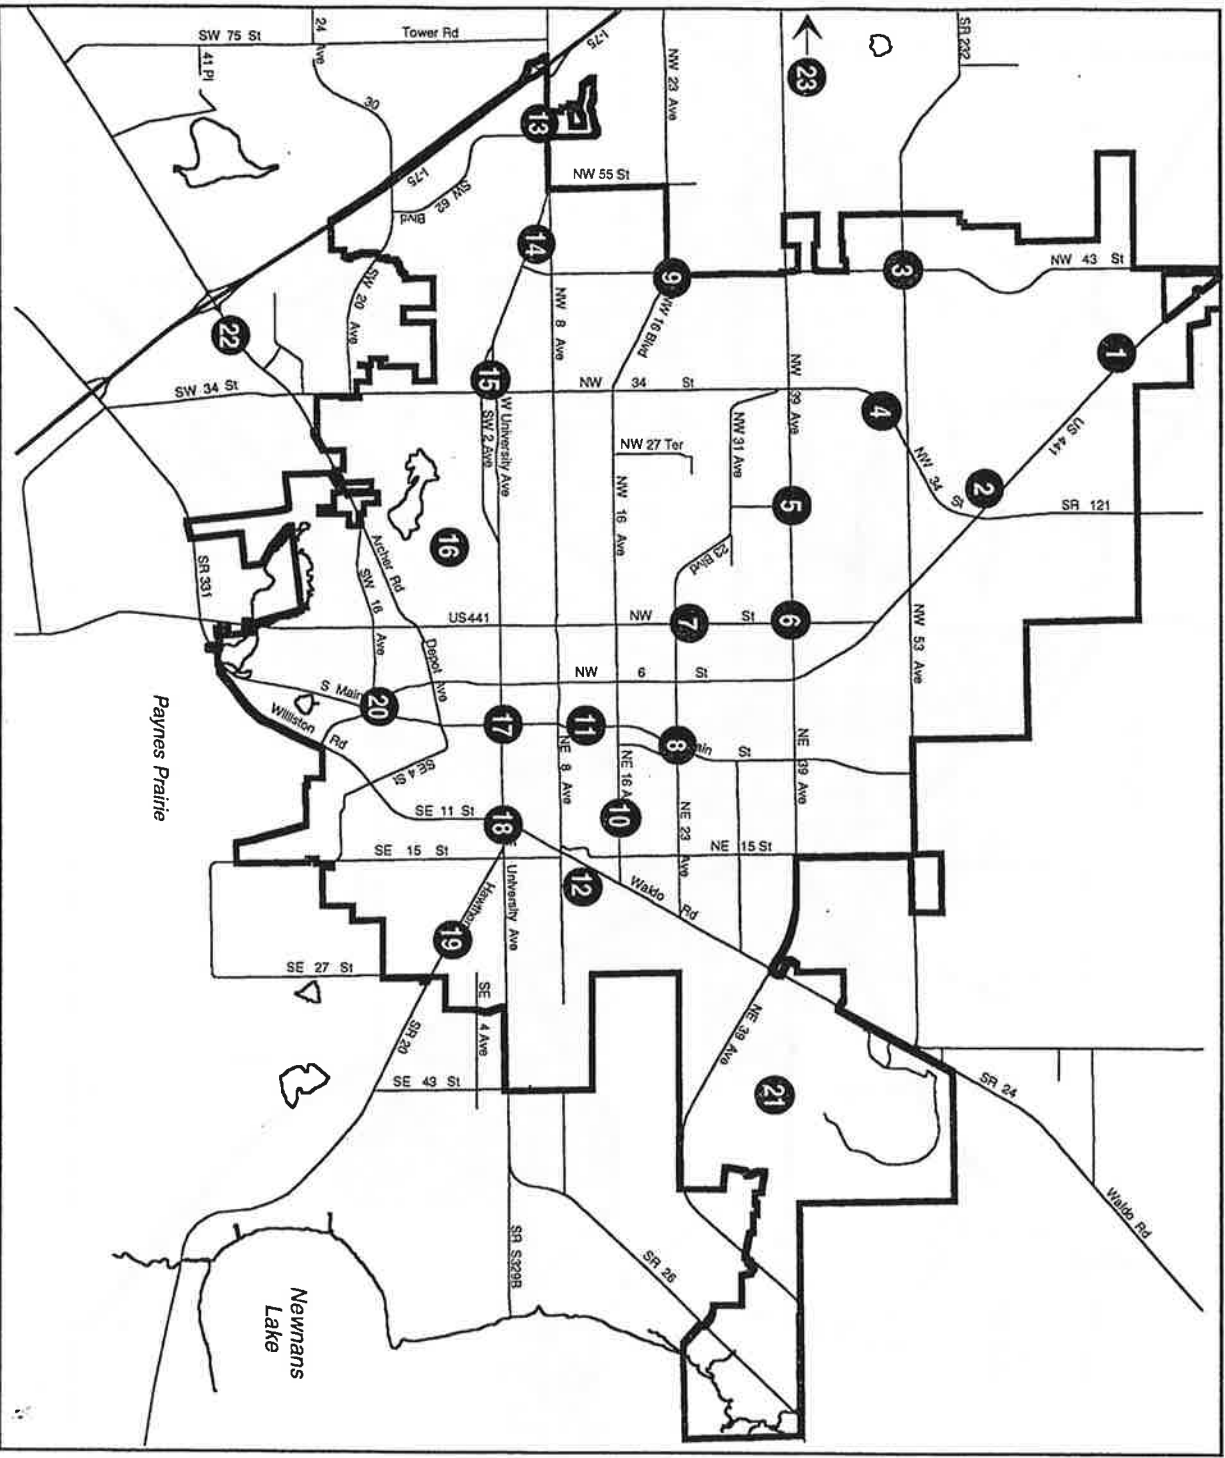 SW 75 St
Tower Rd
24 Ave
41 Pl
30
I-75
NW 23 Ave
SR 232
23
13
I-75
SW 62
Blvd
NW 55 St
14
9
3
NW 43 St
SW 20 Ave
NW 8 Ave
NW 16 Blvd
1
22
15
SW 34 St
NW 34 St
NW 39 Ave
4
US 441
W University Ave
SW 2 Ave
NW 27 Ter
NW 31 Ave
NW 34 St
2
SR 121
5
16
NW 16 Ave
23 Blvd
Archer Rd
SW 16 Ave
SR 331
US441
NW
7
St
6
NW 53 Ave
Depot Ave
NW 6 St
S Main
20
Williston Rd
17
11
8
St
NE 8 Ave
NE 16 A
NE 39 Ave
SE 4 St
SE 11 St
18
10
NE 23 Ave
SE 15 St
NE 15 St
12
Waldo Rd
University Ave
Hawthor
19
SE 27 St
SE 4 Ave
SR 20
SE 43 St
NE 39 Ave
21
SR 24
Waldo Rd
SR S329B
SR 26
Paynes Prairie
Newnans
Lake